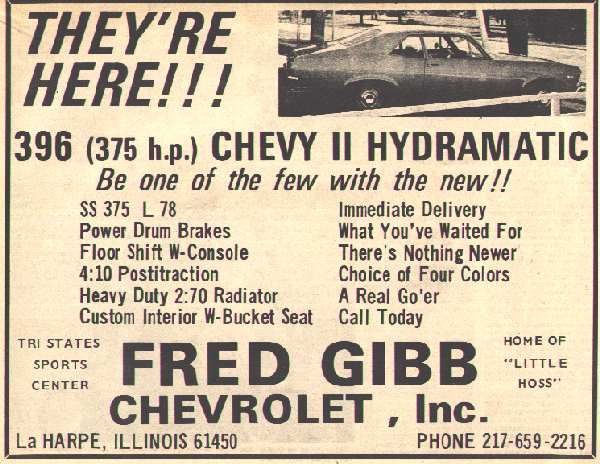 THEY'RE
HERE!!!
396 (375 h.p.) CHEVY II HYDRAMATIC
Be one of the few with the new!!
SS 375 L 78
Power Drum Brakes
Floor Shift W-Console
4:10 Postitraction
Heavy Duty 2:70 Radiator
Custom Interior W-Bucket Seat
Immediate Delivery
What You've Waited For
There's Nothing Newer
Choice of Four Colors
A Real Go'er
Call Today
TRI STATES
SPORTS
CENTER
FRED GIBB
CHEVROLET , Inc.
HOME OF
"LITTLE
HOSS"
La HARPE, ILLINOIS 61450
PHONE 217-659-2216